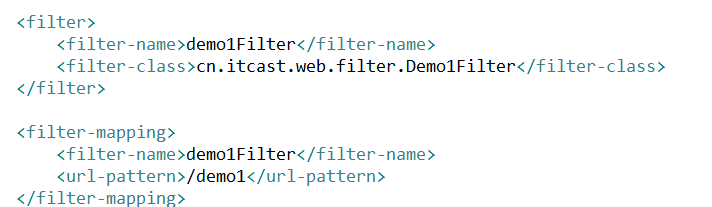 <filter>
    <filter-name>demo1Filter</filter-name>
    <filter-class>cn.itcast.web.filter.Demo1Filter</filter-class>
</filter>

<filter-mapping>
    <filter-name>demo1Filter</filter-name>
    <url-pattern>/demo1</url-pattern>
</filter-mapping>